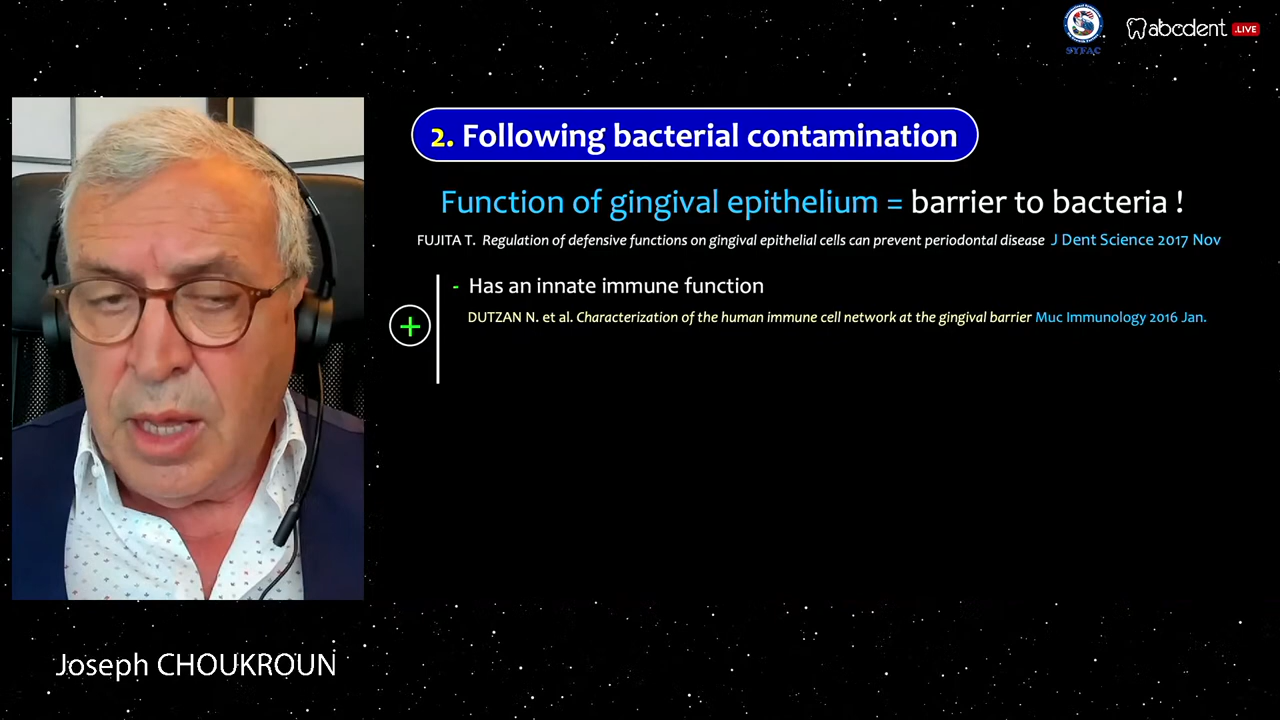 SYFAC
abcdent .LIVE
2. Following bacterial contamination
Function of gingival epithelium = barrier to bacteria !
FUJITA T. Regulation of defensive functions on gingival epithelial cells can prevent periodontal disease J Dent Science 2017 Nov
- Has an innate immune function
+
DUTZAN N. et al. Characterization of the human immune cell network at the gingival barrier Muc Immunology 2016 Jan.
Joseph CHOUKROUN